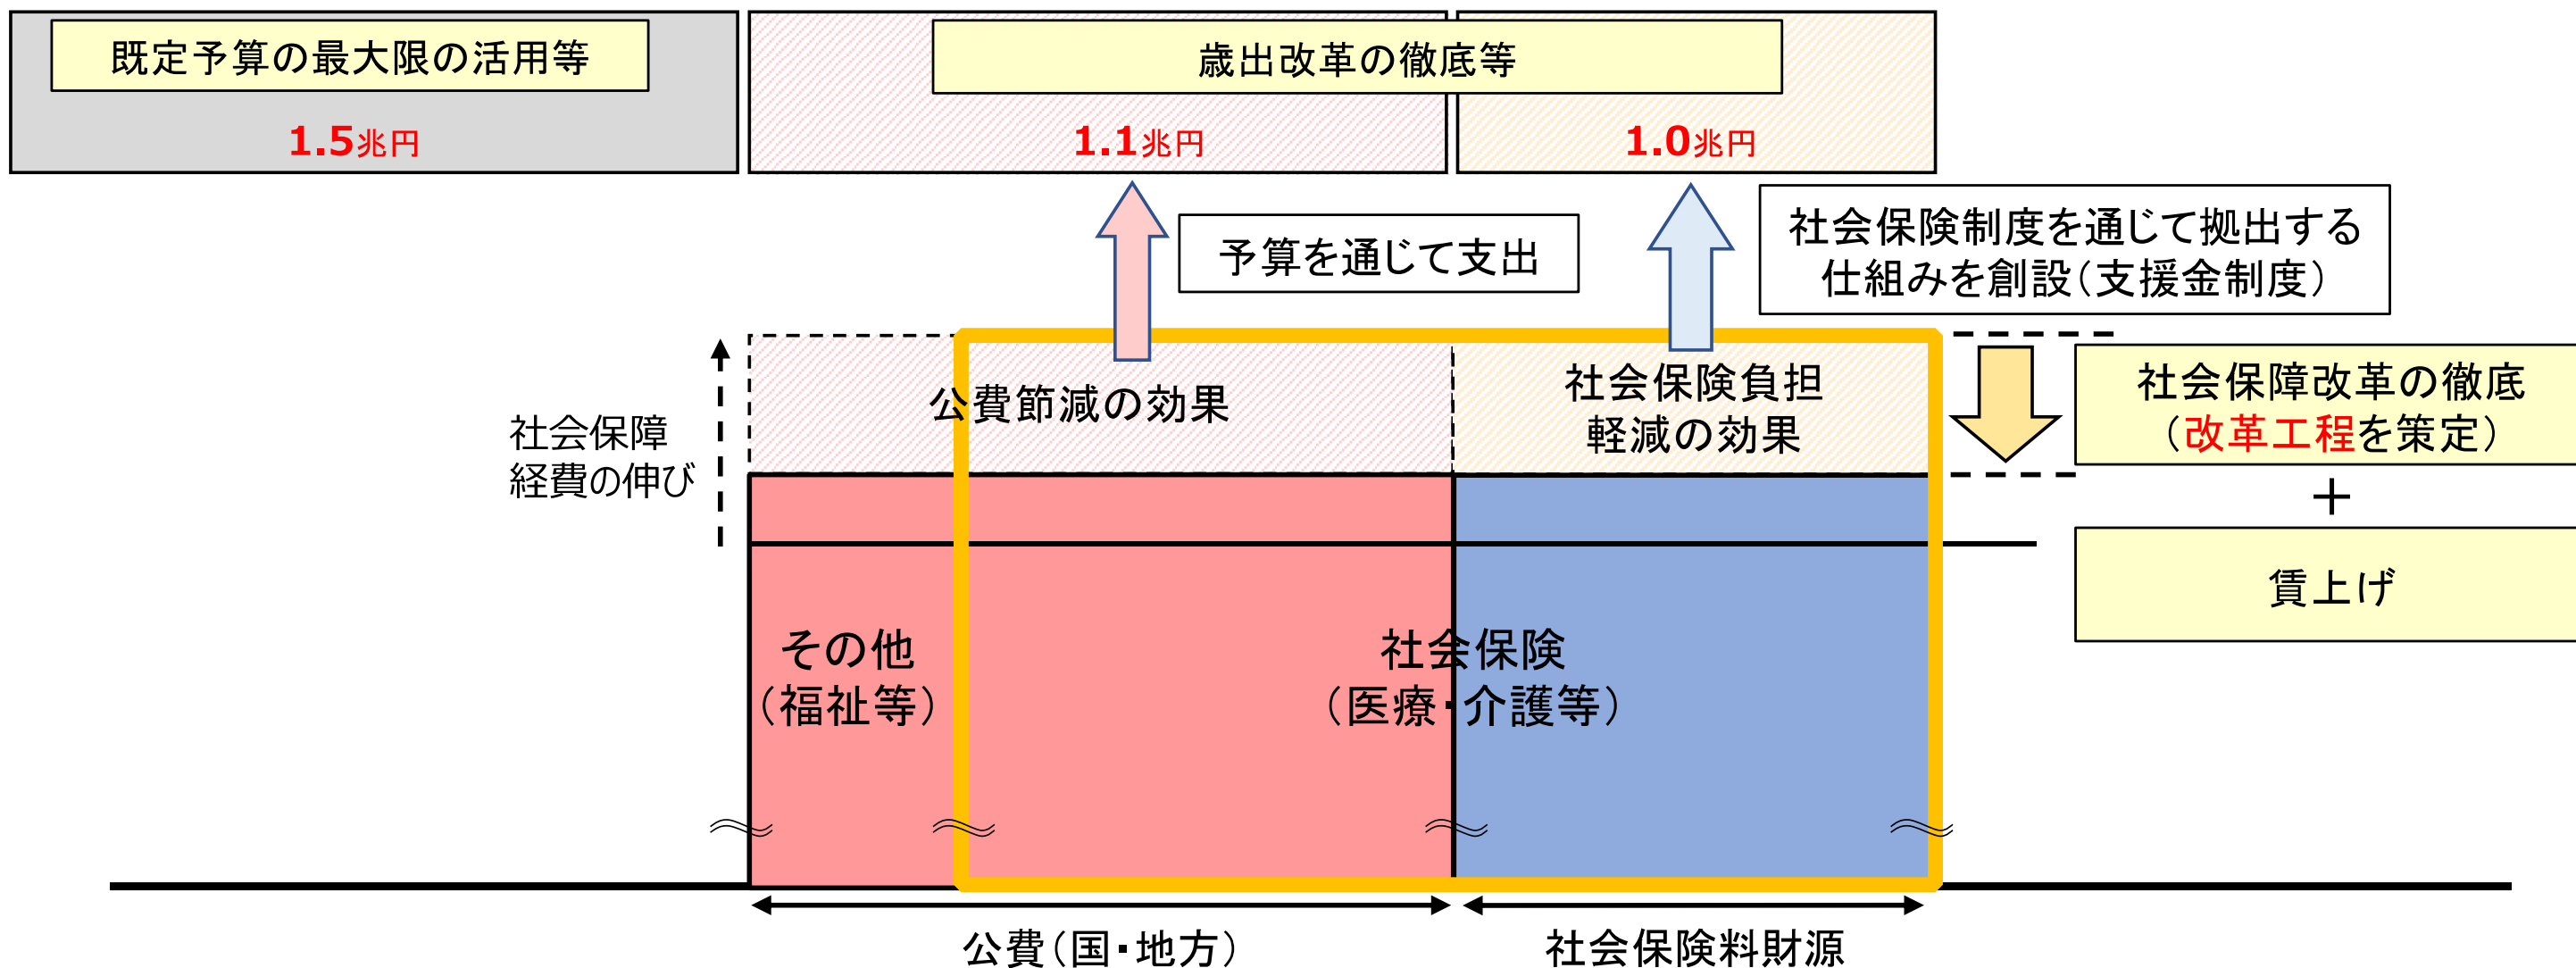 既定予算の最大限の活用等
歳出改革の徹底等
1.5兆円
1.1兆円
1.0兆円
予算を通じて支出
社会保険制度を通じて拠出する
仕組みを創設(支援金制度)
社会保障
経費の伸び
公費節減の効果
社会保険負担
軽減の効果
社会保障改革の徹底
(改革工程を策定)
+
賃上げ
その他
(福祉等)
社会保険
(医療・介護等)
公費(国・地方)
社会保険料財源